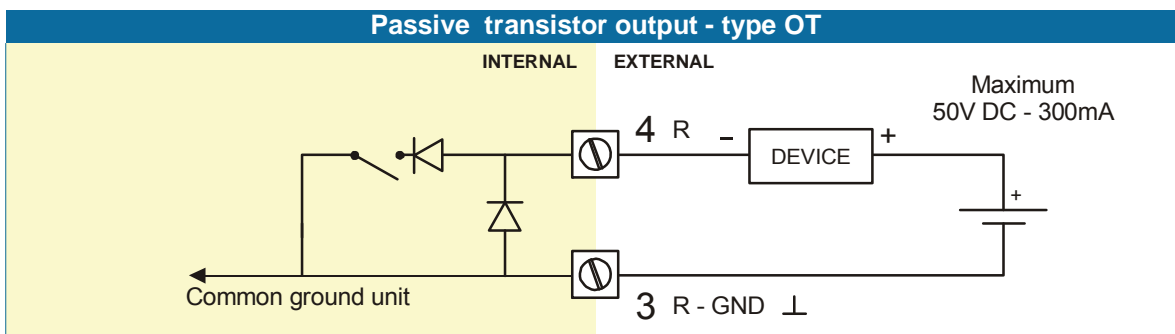 Passive transistor output - type OT
INTERNAL EXTERNAL
Maximum
50V DC - 300mA
4 R - DEVICE +
+
Common ground unit
3 R - GND ⊥